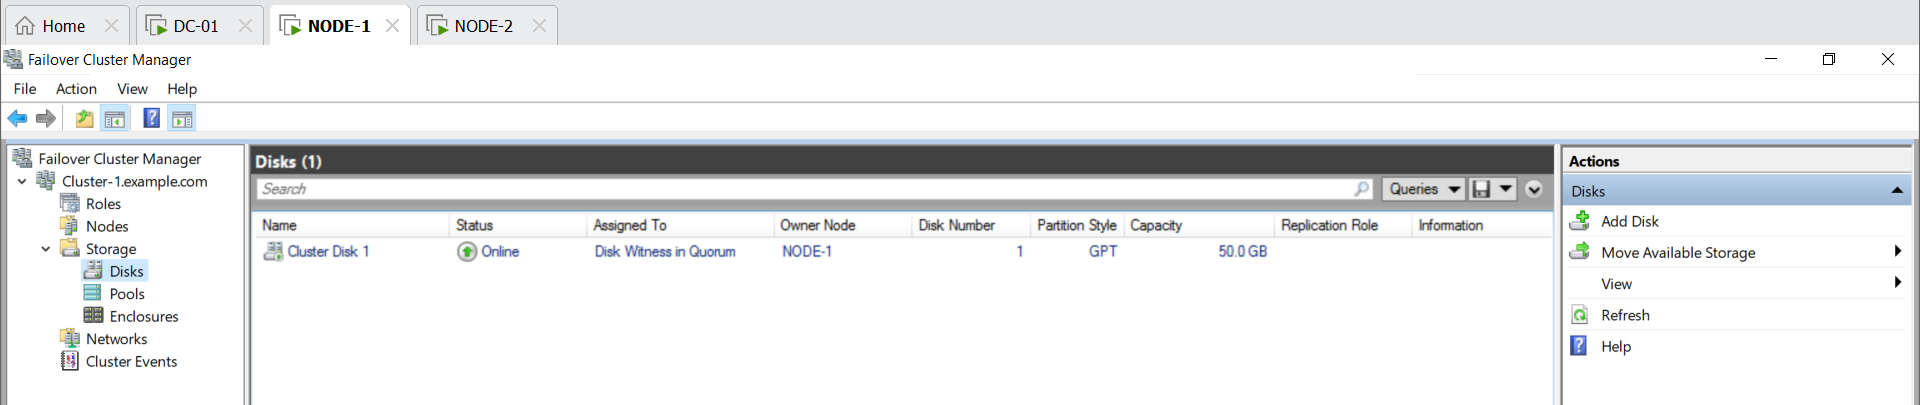 Home DC-01 NODE-1 NODE-2
Failover Cluster Manager
File Action View Help
Failover Cluster Manager
Cluster-1.example.com
Roles
Nodes
Storage
Disks
Pools
Enclosures
Networks
Cluster Events
Disks (1)
Search Queries
Name Status Assigned To Owner Node Disk Number Partition Style Capacity Replication Role Information
Cluster Disk 1 Online Disk Witness in Quorum NODE-1 1 GPT 50.0 GB
Actions
Disks
Add Disk
Move Available Storage
View
Refresh
Help